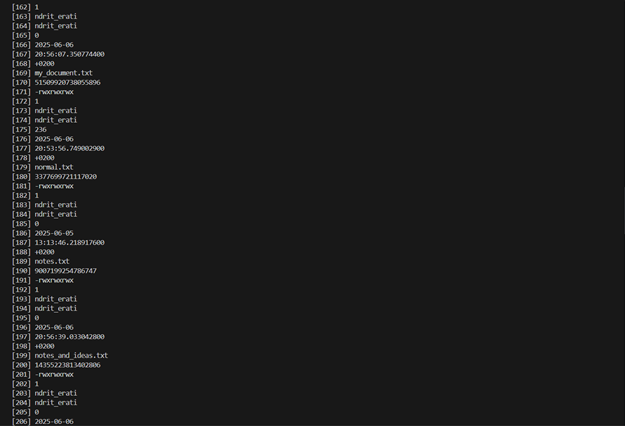 [162] 1
[163] ndrit_erati
[164] ndrit_erati
[165] 0
[166] 2025-06-06
[167] 20:56:07.350774400
[168] +0200
[169] my_document.txt
[170] 51509920738055896
[171] -rwxrwxrwx
[172] 1
[173] ndrit_erati
[174] ndrit_erati
[175] 236
[176] 2025-06-06
[177] 20:53:56.749002900
[178] +0200
[179] normal.txt
[180] 3377699721117020
[181] -rwxrwxrwx
[182] 1
[183] ndrit_erati
[184] ndrit_erati
[185] 0
[186] 2025-06-05
[187] 13:13:46.218917600
[188] +0200
[189] notes.txt
[190] 9007199254786747
[191] -rwxrwxrwx
[192] 1
[193] ndrit_erati
[194] ndrit_erati
[195] 0
[196] 2025-06-06
[197] 20:56:39.033042800
[198] +0200
[199] notes_and_ideas.txt
[200] 14355223813402806
[201] -rwxrwxrwx
[202] 1
[203] ndrit_erati
[204] ndrit_erati
[205] 0
[206] 2025-06-06